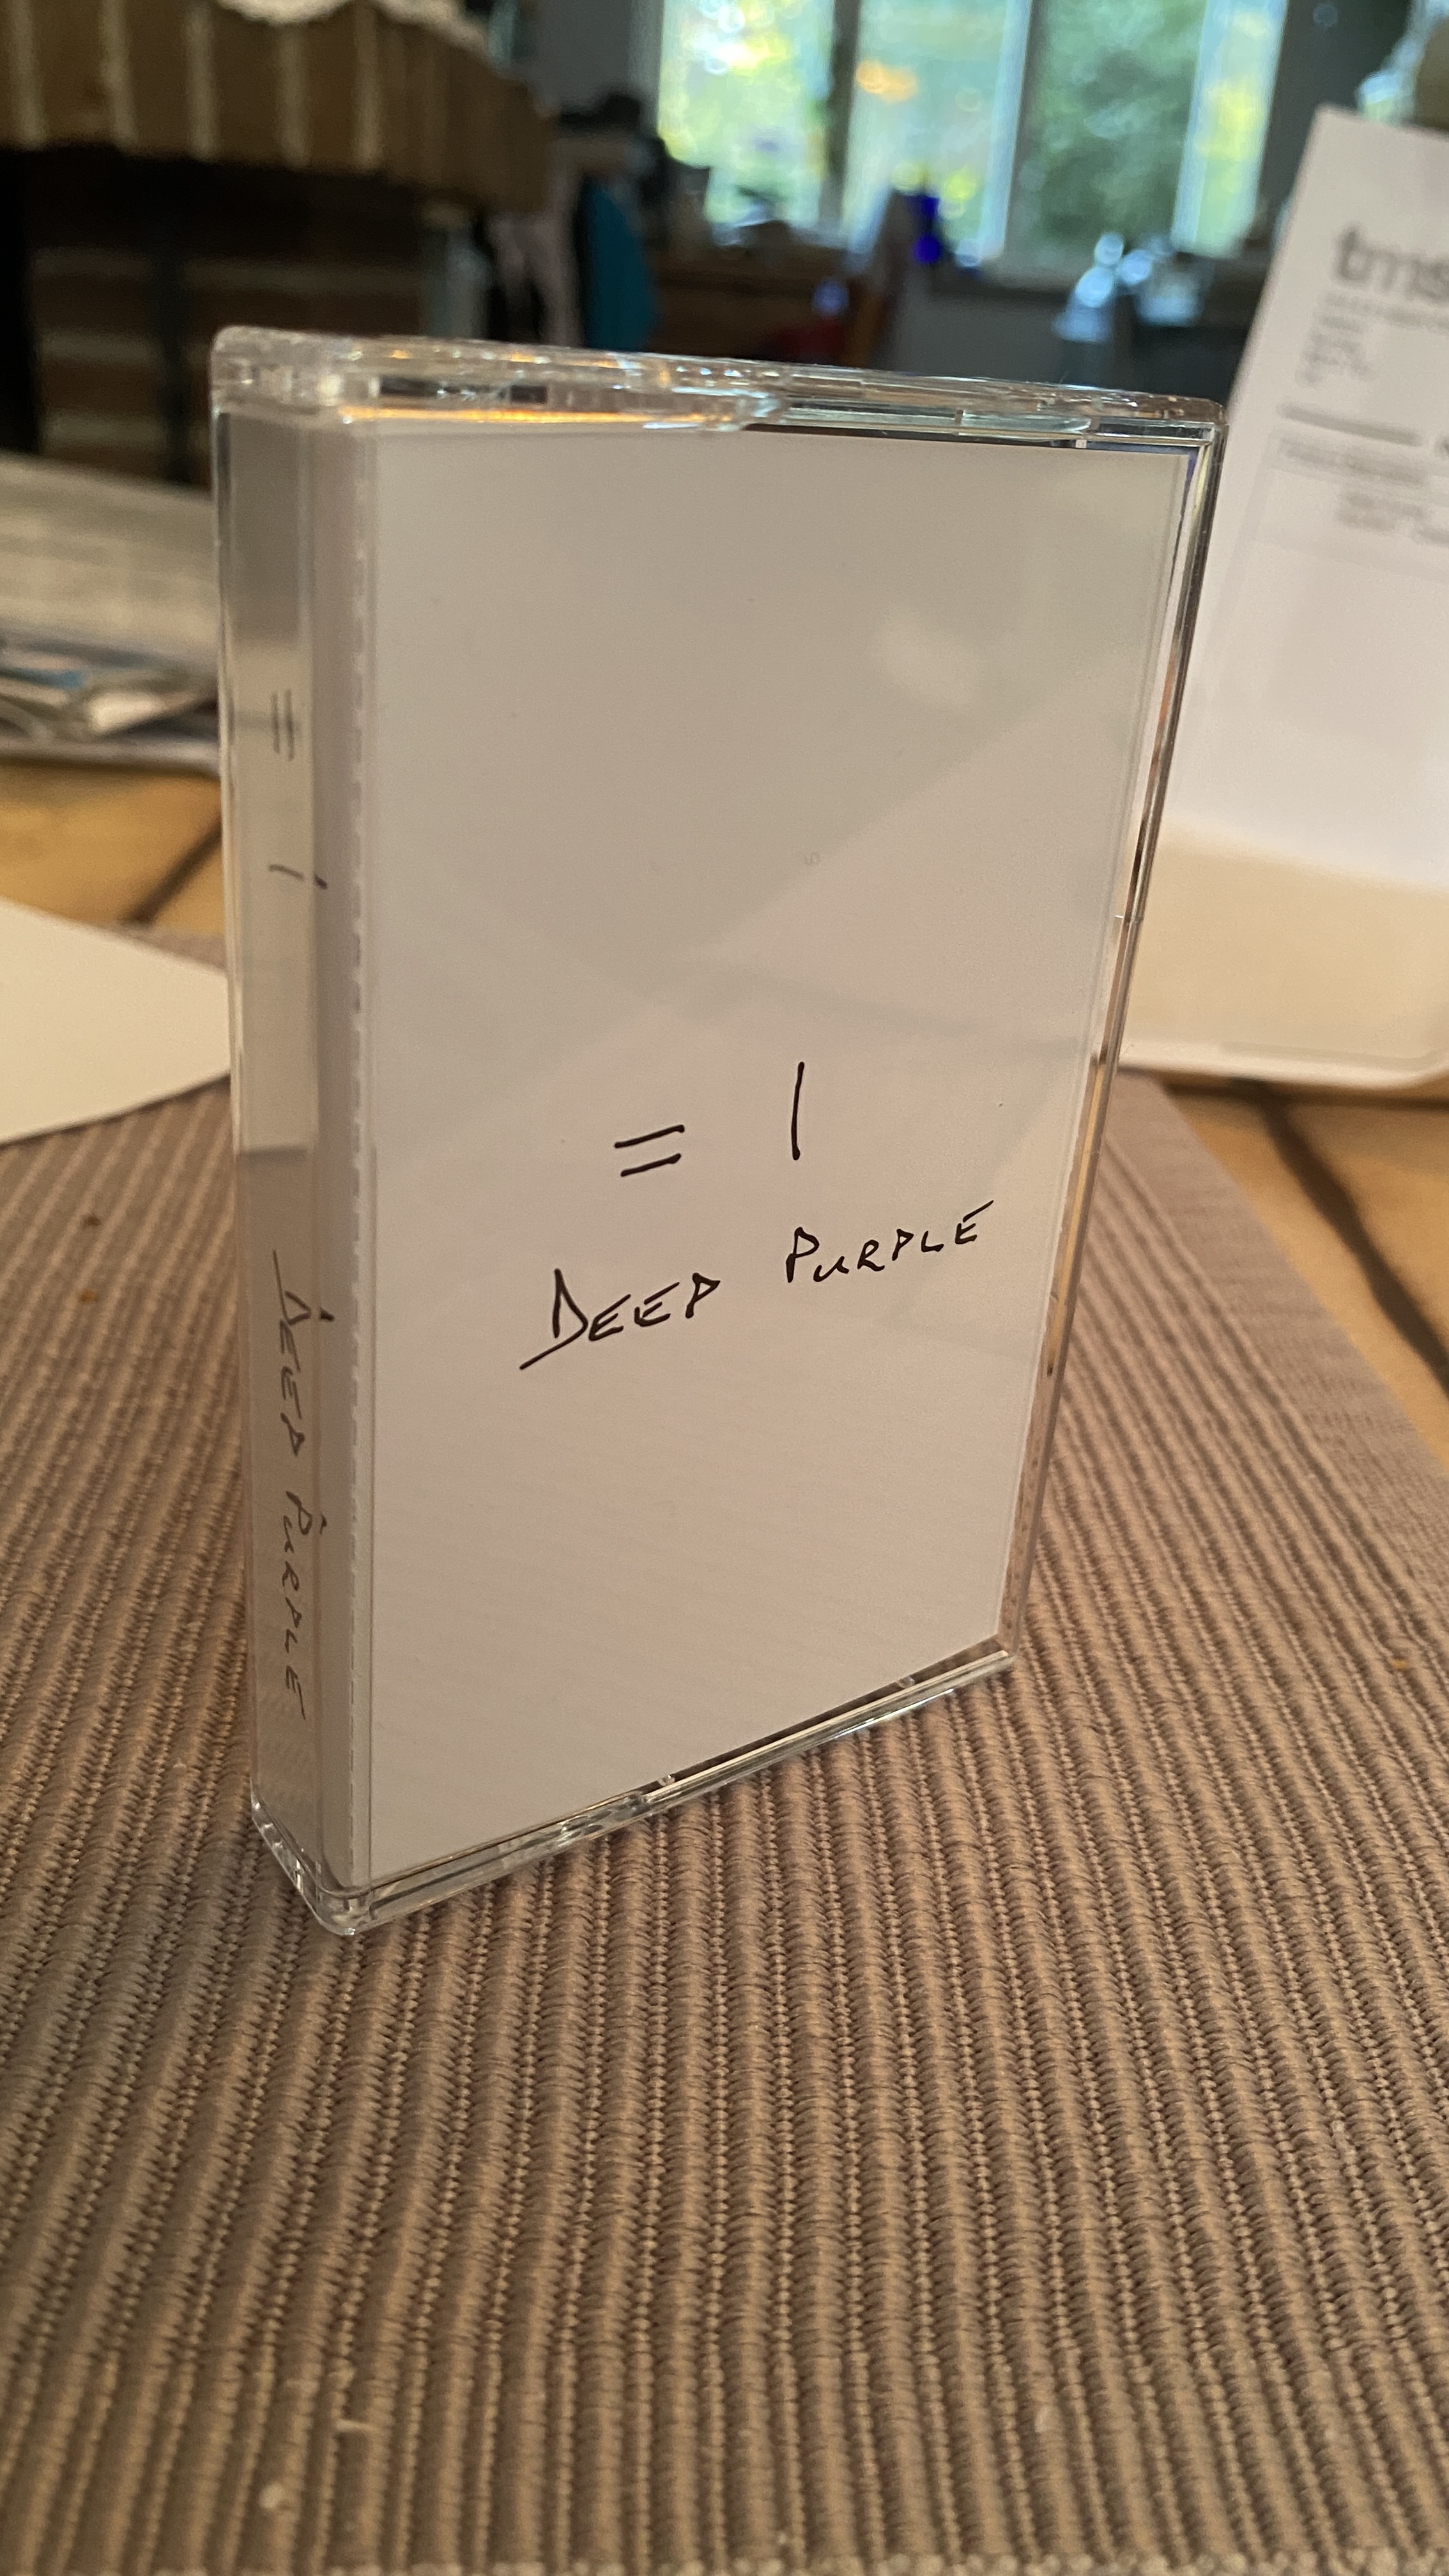 = 1
DEEP PURPLE
= 1 DEEP PURPLE